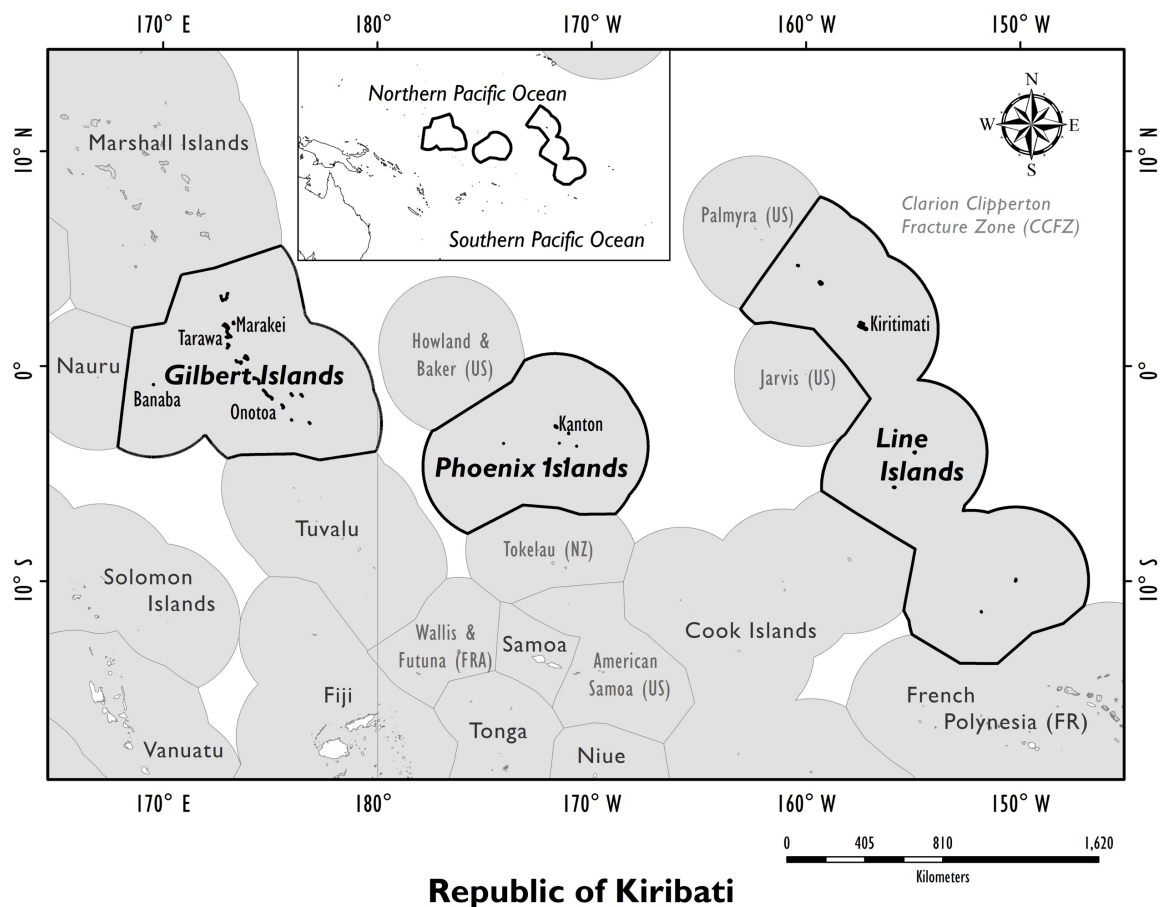 170° E
180°
170° W
160° W
150° W
10° N
0°
10° S
10° N
0°
10° S
Northern Pacific Ocean
Southern Pacific Ocean
N
W
E
S
Marshall Islands
Palmyra (US)
Clarion Clipperton
Fracture Zone (CCFZ)
Marakei
Tarawa
Kiritimati
Nauru
Gilbert Islands
Banaba
Onotoa
Howland &
Baker (US)
Jarvis (US)
Kanton
Phoenix Islands
Line
Islands
Tuvalu
Tokelau (NZ)
Solomon
Islands
Wallis &
Futuna (FRA)
Samoa
American
Samoa (US)
Cook Islands
Fiji
French
Polynesia (FR)
Vanuatu
Tonga
Niue
170° E
180°
170° W
160° W
150° W
0
405
810
1,620
Kilometers
Republic of Kiribati